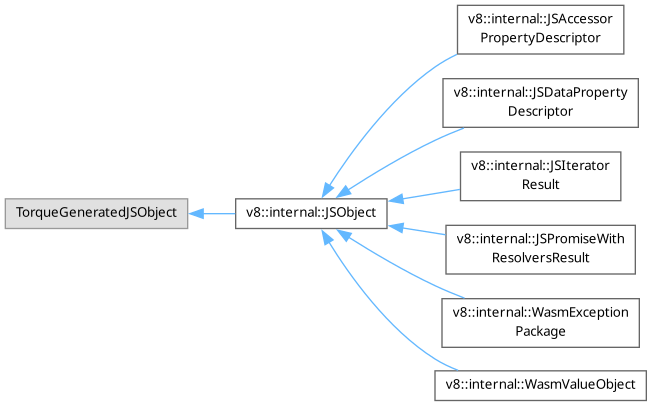 v8::internal::JSAccessor
PropertyDescriptor
v8::internal::JSDataProperty
Descriptor
v8::internal::JSIterator
Result
TorqueGeneratedJSObject
v8::internal::JSObject
v8::internal::JSPromiseWith
ResolversResult
v8::internal::WasmException
Package
v8::internal::WasmValueObject